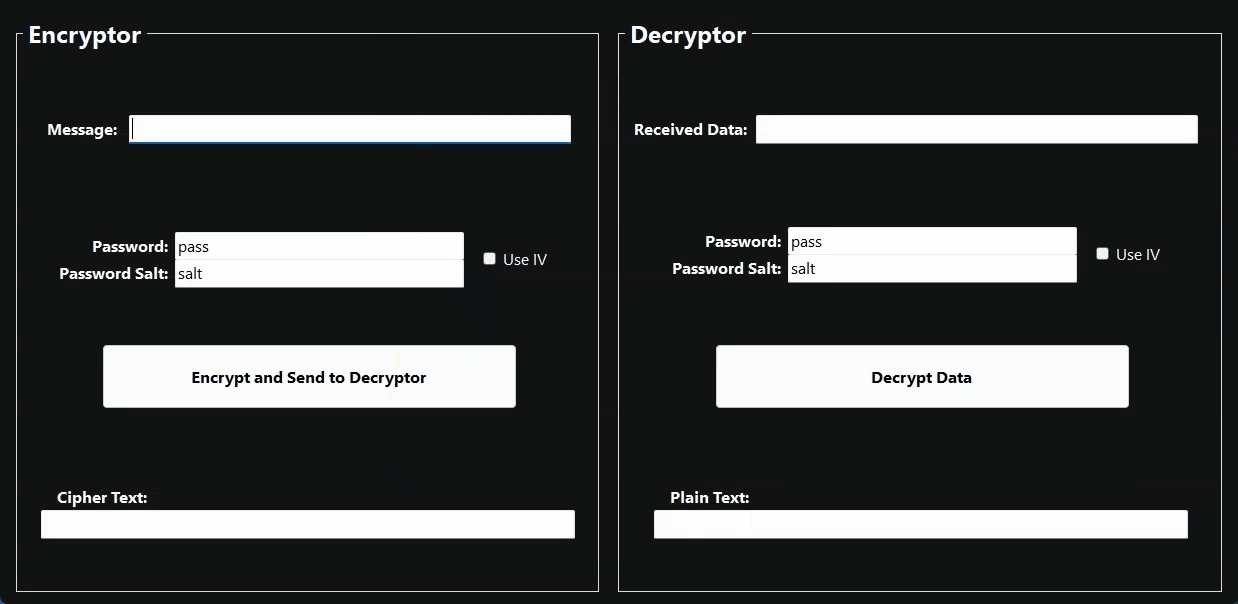 Encryptor
Message:
Password: pass
Password Salt: salt
Use IV
Encrypt and Send to Decryptor
Cipher Text:
Decryptor
Received Data:
Password: pass
Password Salt: salt
Use IV
Decrypt Data
Plain Text: